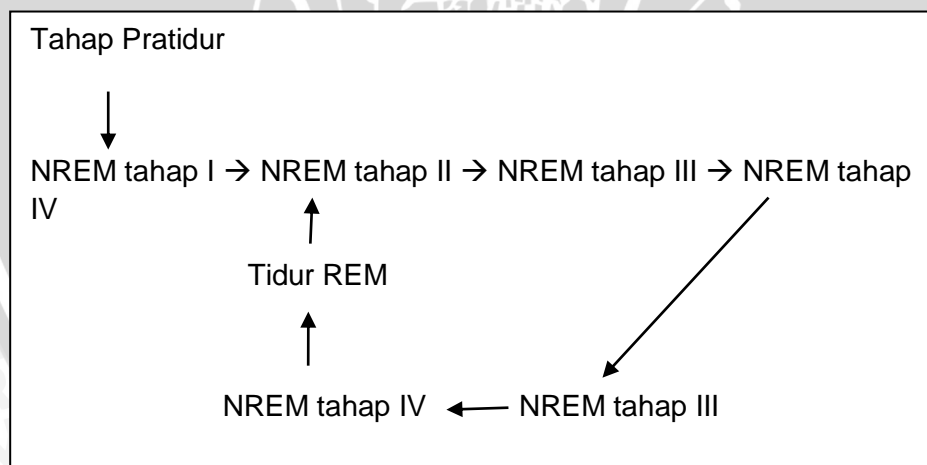 Tahap Pratidur
NREM tahap I → NREM tahap II → NREM tahap III → NREM tahap
IV
Tidur REM
NREM tahap IV NREM tahap III